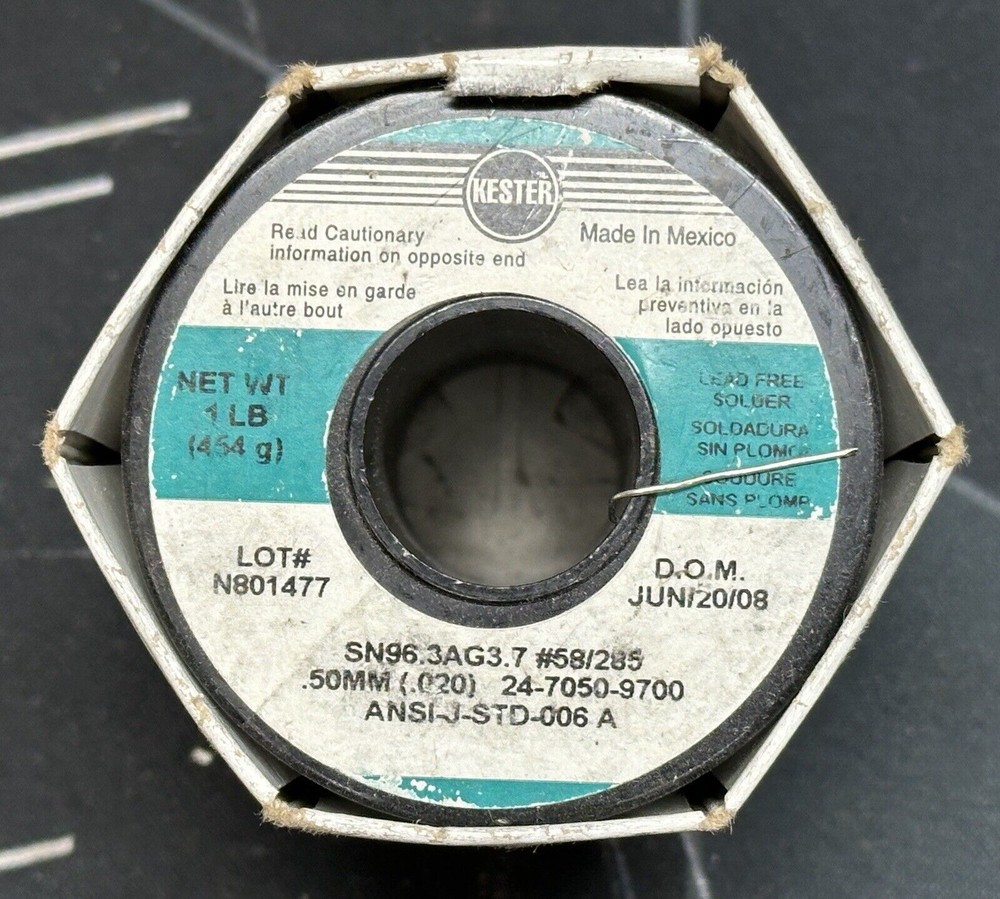 KESTER
Read Cautionary
information on opposite end
Made In Mexico
Lire la mise en garde
à l'autre bout
Lea la información
preventiva en la
lado opuesto
NET WT
1 LB
(454 g)
LEAD FREE
SOLDER
SOLDADURA
SIN PLOMO
SOUDURE
SANS PLOMB
LOT#
N801477
D.O.M.
JUN/20/08
SN96.3AG3.7 #58/285
.50MM (.020) 24-7050-9700
ANSI-J-STD-006 A